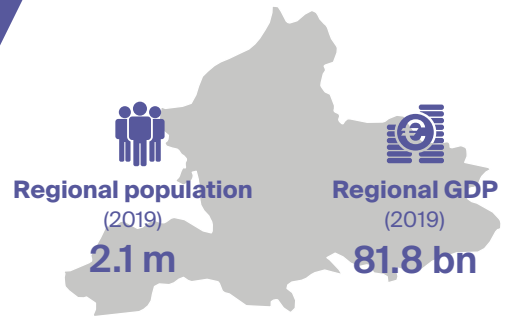 €
Regional population
(2019)
2.1 m
Regional GDP
(2019)
81.8 bn